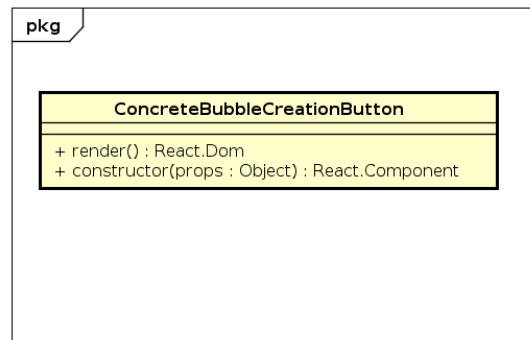 pkg
ConcreteBubbleCreationButton
+ render() : React.Dom
+ constructor(props : Object) : React.Component